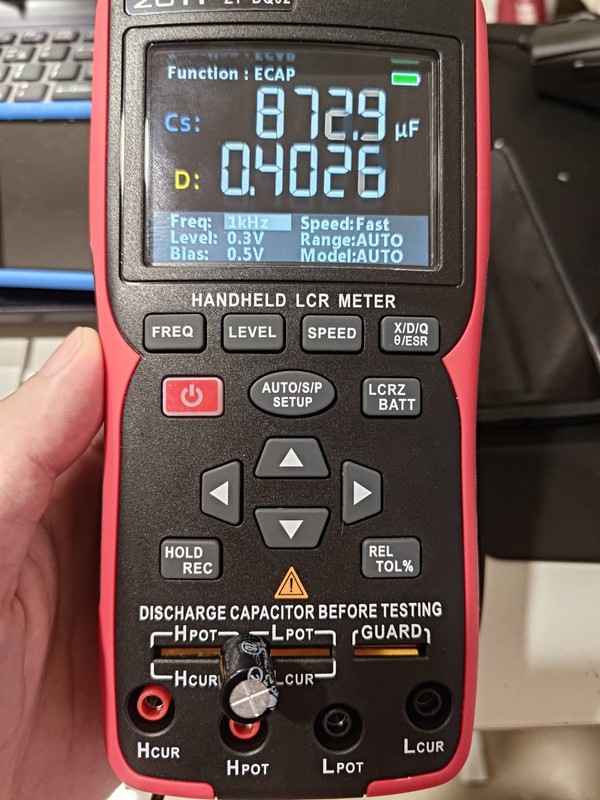 ZT-DQ02
Function : ECAP
Cs: 872.9 µF
D: 0.4026
Freq: 1kHz Speed:Fast
Level: 0.3V Range:AUTO
Bias: 0.5V Model:AUTO
HANDHELD LCR METER
FREQ LEVEL SPEED X/D/Q
θ/ESR
AUTO/S/P
SETUP
LCRZ
BATT
HOLD
REC
REL
TOL%
DISCHARGE CAPACITOR BEFORE TESTING
HPOT LPOT GUARD
HCUR LCUR
HCUR HPOT LPOT LCUR